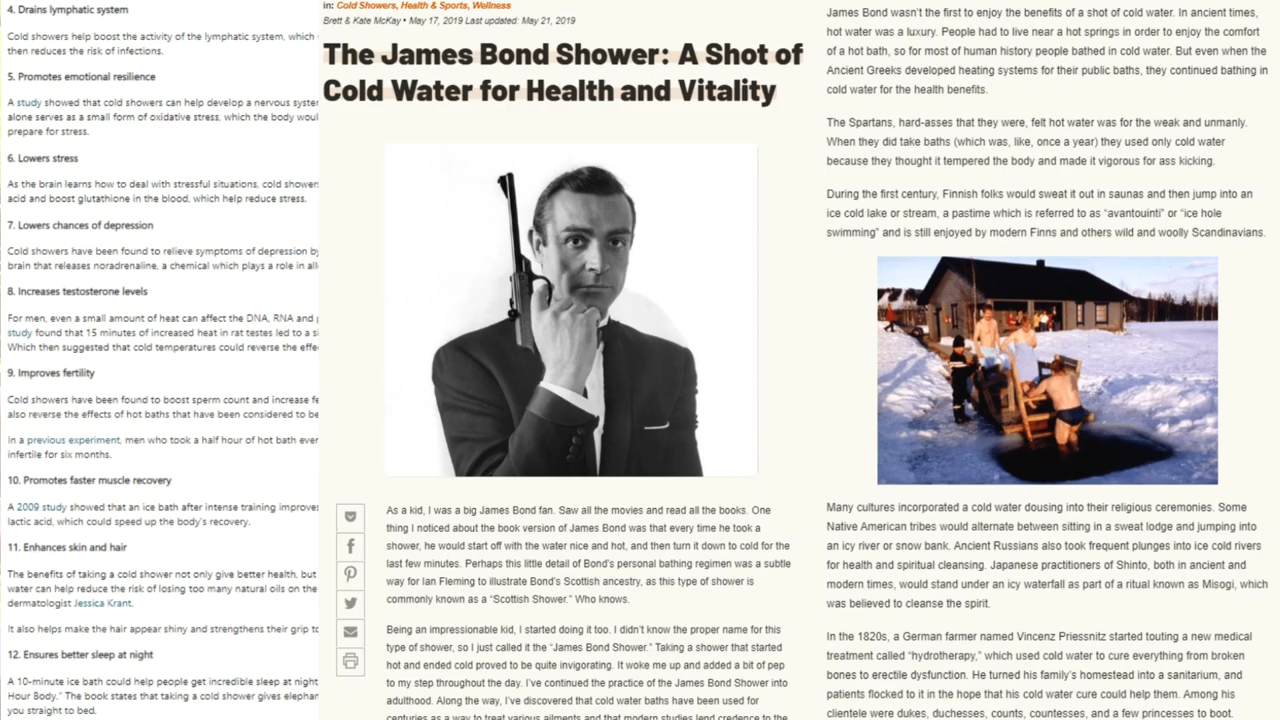 4. Drains lymphatic system
Cold showers help boost the activity of the lymphatic system, which
then reduces the risk of infections.
5. Promotes emotional resilience
A study showed that cold showers can help develop a nervous syste
alone serves as a small form of oxidative stress, which the body woul
prepare for stress.
6. Lowers stress
As the brain learns how to deal with stressful situations, cold shower
acid and boost glutathione in the blood, which help reduce stress.
7. Lowers chances of depression
Cold showers have been found to relieve symptoms of depression by
brain that releases noradrenaline, a chemical which plays a role in all
8. Increases testosterone levels
For men, even a small amount of heat can affect the DNA, RNA and
study found that 15 minutes of increased heat in rat testes led to a si
Which then suggested that cold temperatures could reverse the effe
9. Improves fertility
Cold showers have been found to boost sperm count and increase fe
also reverse the effects of hot baths that have been considered to be
In a previous experiment, men who took a half hour of hot bath ever
infertile for six months.
10. Promotes faster muscle recovery
A 2009 study showed that an ice bath after intense training improve
lactic acid, which could speed up the body's recovery.
11. Enhances skin and hair
The benefits of taking a cold shower not only give better health, but
water can help reduce the risk of losing too many natural oils on the
dermatologist Jessica Krant.
It also helps make the hair appear shiny and strengthens their grip to
12. Ensures better sleep at night
A 10-minute ice bath could help people get incredible sleep at night
Hour Body." The book states that taking a cold shower gives elephan
you straight to bed.
in: Cold Showers, Health & Sports, Wellness
Brett & Kate McKay • May 17, 2019 Last updated: May 21, 2019
The James Bond Shower: A Shot of
Cold Water for Health and Vitality
As a kid, I was a big James Bond fan. Saw all the movies and read all the books. One
thing I noticed about the book version of James Bond was that every time he took a
shower, he would start off with the water nice and hot, and then turn it down to cold for the
last few minutes. Perhaps this little detail of Bond's personal bathing regimen was a subtle
way for Ian Fleming to illustrate Bond's Scottish ancestry, as this type of shower is
commonly known as a "Scottish Shower." Who knows.
Being an impressionable kid, I started doing it too. I didn't know the proper name for this
type of shower, so I just called it the "James Bond Shower." Taking a shower that started
hot and ended cold proved to be quite invigorating. It woke me up and added a bit of pep
to my step throughout the day. I've continued the practice of the James Bond Shower into
adulthood. Along the way, I've discovered that cold water baths have been used for
centuries as a way to treat various ailments and that modern studies lend credence to the
James Bond wasn't the first to enjoy the benefits of a shot of cold water. In ancient times,
hot water was a luxury. People had to live near a hot springs in order to enjoy the comfort
of a hot bath, so for most of human history people bathed in cold water. But even when the
Ancient Greeks developed heating systems for their public baths, they continued bathing in
cold water for the health benefits.
The Spartans, hard-asses that they were, felt hot water was for the weak and unmanly.
When they did take baths (which was, like, once a year) they used only cold water
because they thought it tempered the body and made it vigorous for ass kicking.
During the first century, Finnish folks would sweat it out in saunas and then jump into an
ice cold lake or stream, a pastime which is referred to as "avantouinti" or "ice hole
swimming" and is still enjoyed by modern Finns and others wild and woolly Scandinavians.
Many cultures incorporated a cold water dousing into their religious ceremonies. Some
Native American tribes would alternate between sitting in a sweat lodge and jumping into
an icy river or snow bank. Ancient Russians also took frequent plunges into ice cold rivers
for health and spiritual cleansing. Japanese practitioners of Shinto, both in ancient and
modern times, would stand under an icy waterfall as part of a ritual known as Misogi, which
was believed to cleanse the spirit.
In the 1820s, a German farmer named Vincenz Priessnitz started touting a new medical
treatment called "hydrotherapy," which used cold water to cure everything from broken
bones to erectile dysfunction. He turned his family's homestead into a sanitarium, and
patients flocked to it in the hope that his cold water cure could help them. Among his
clientele were dukes, duchesses, counts, countesses, and a few princesses to boot.